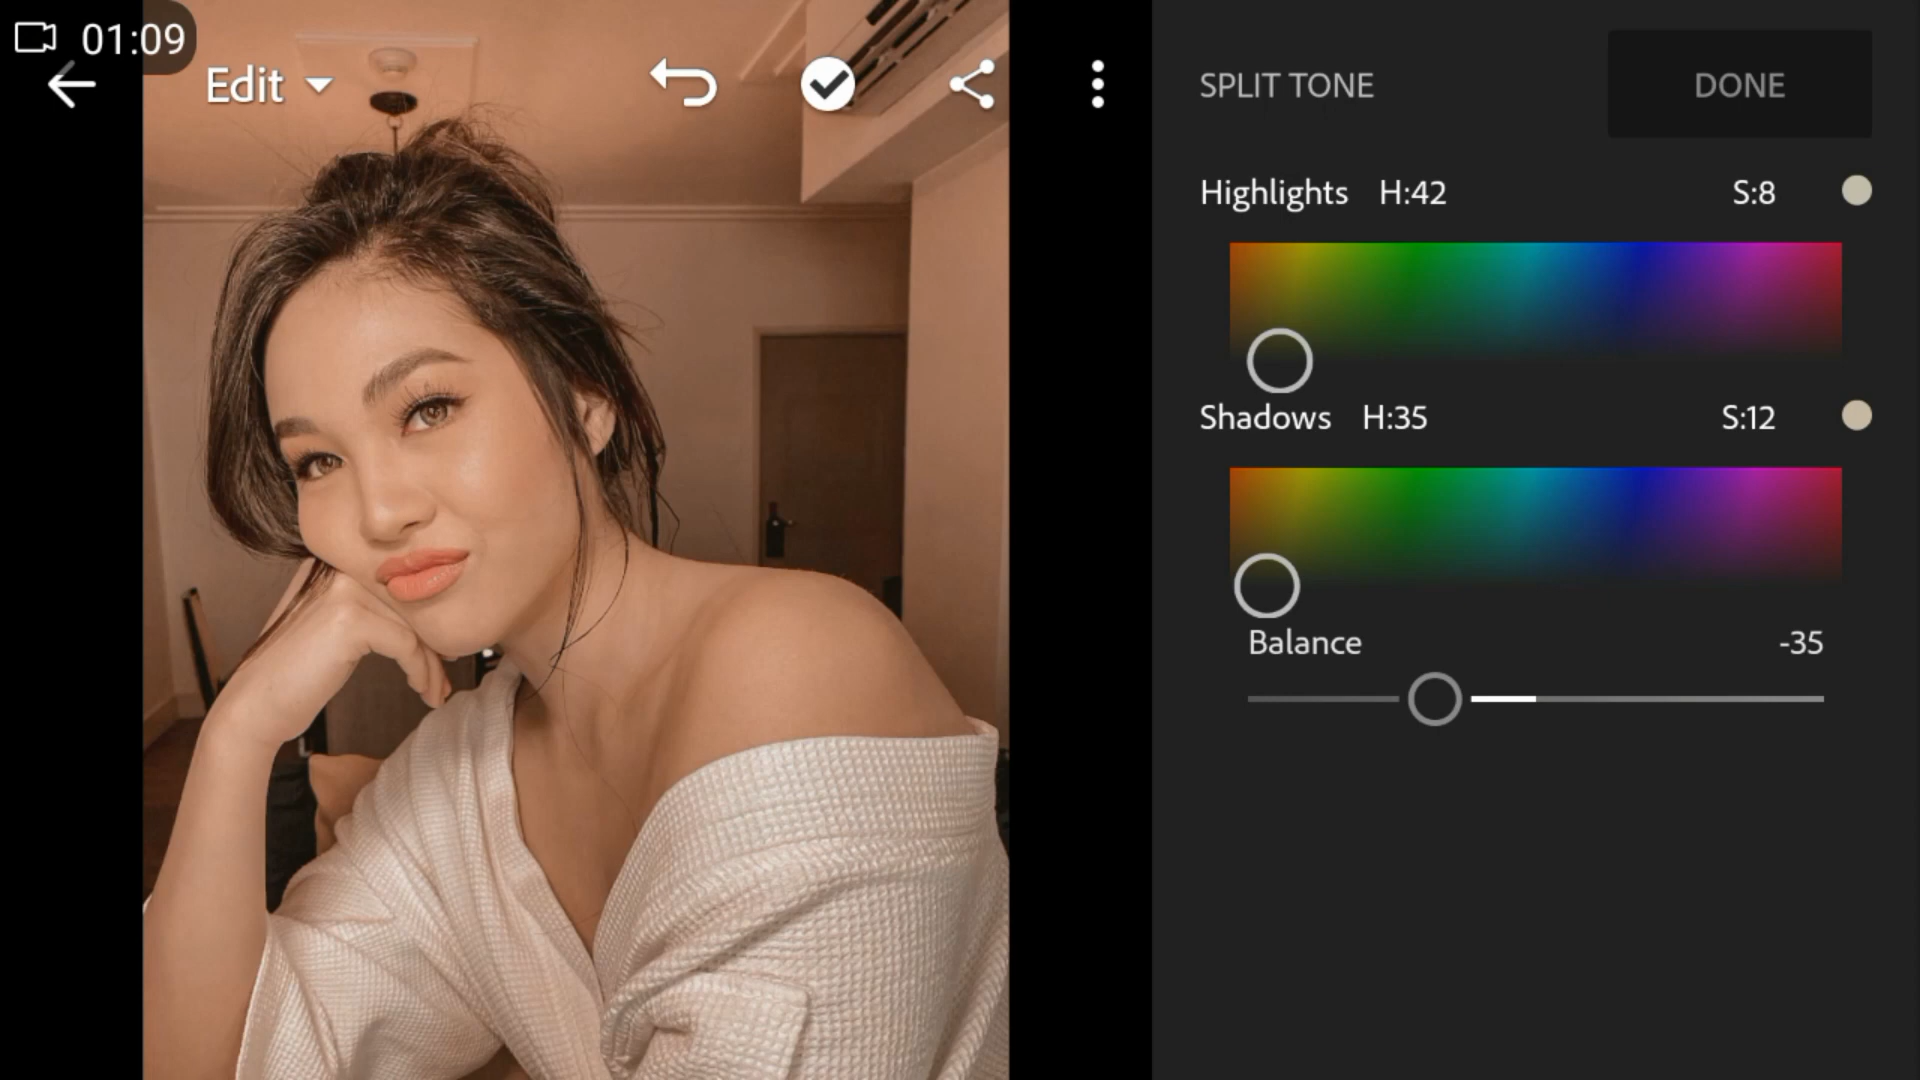 01:09
Edit
SPLIT TONE
DONE
Highlights H:42 S:8
Shadows H:35 S:12
Balance -35